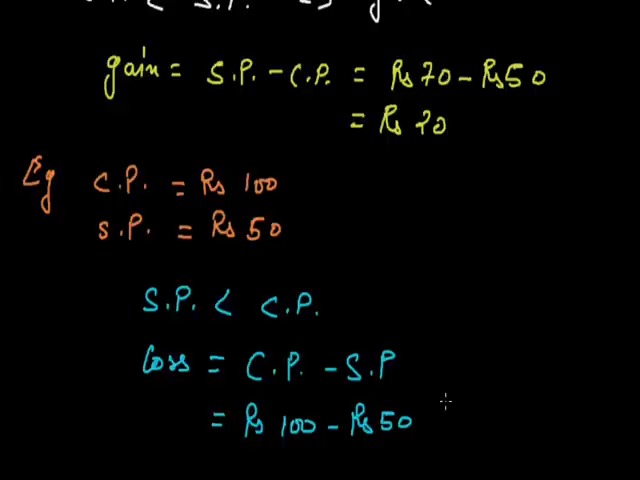 gain = S.P. - C.P. = Rs 70 - Rs 50
= Rs 20
Eg C.P. = Rs 100
S.P. = Rs 50
S.P. < C.P.
Loss = C.P. - S.P
= Rs 100 - Rs 50